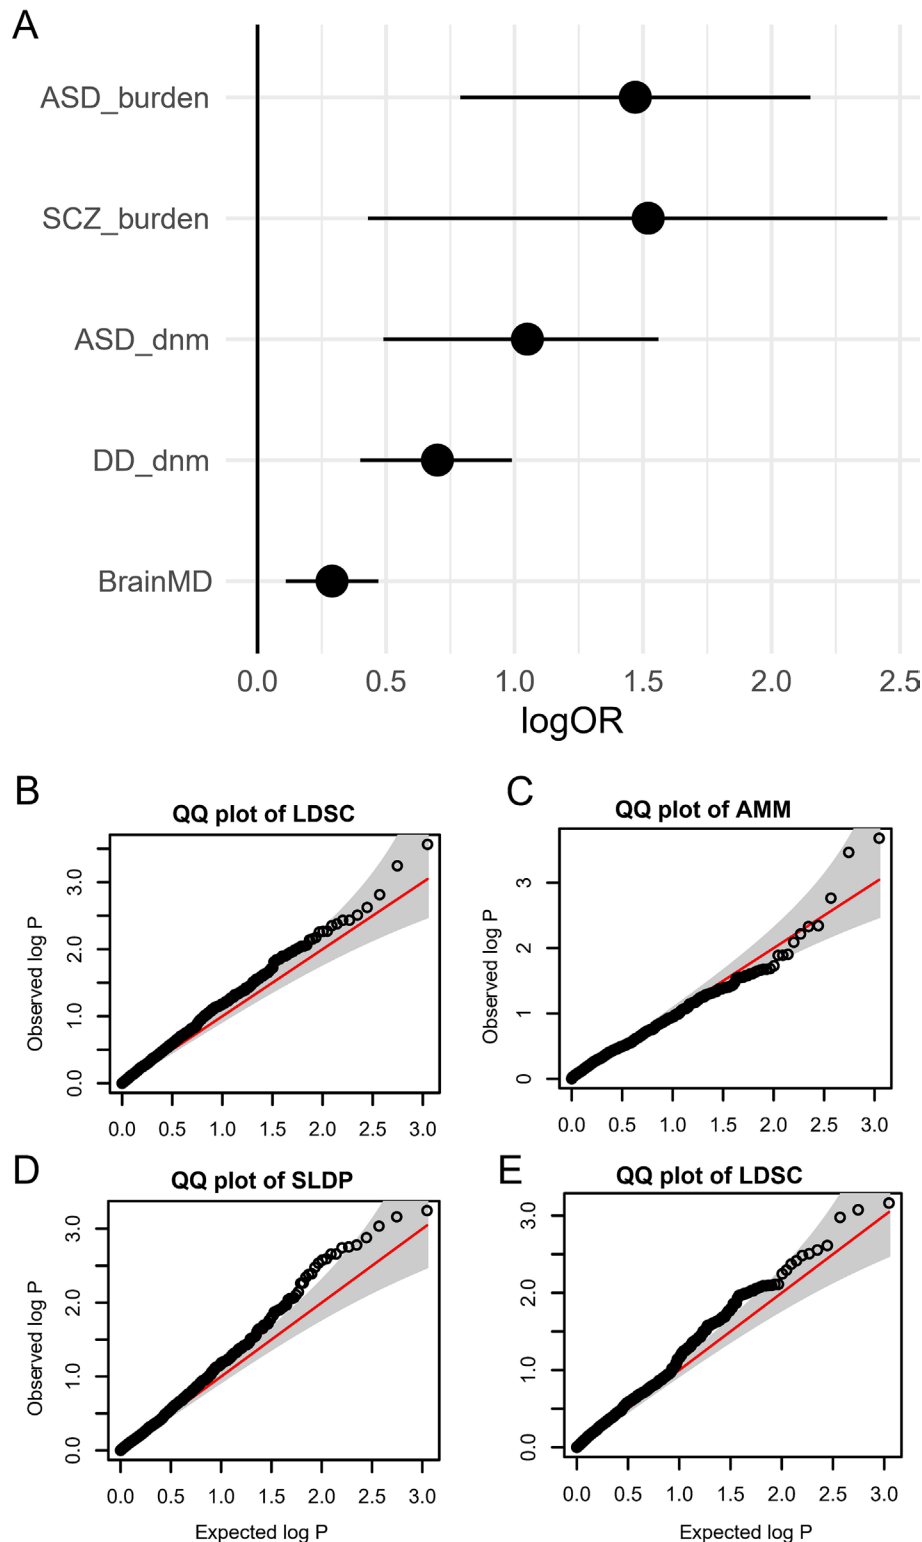 A
ASD_burden
SCZ_burden
ASD_dnm
DD_dnm
BrainMD
0.0 0.5 1.0 1.5 2.0 2.5
logOR
B
QQ plot of LDSC
Observed log P
0.0 1.0 2.0 3.0
0.0 0.5 1.0 1.5 2.0 2.5 3.0
C
QQ plot of AMM
Observed log P
0 1 2 3
0.0 0.5 1.0 1.5 2.0 2.5 3.0
D
QQ plot of SLDP
Observed log P
0.0 1.0 2.0 3.0
0.0 0.5 1.0 1.5 2.0 2.5 3.0
Expected log P
E
QQ plot of LDSC
0.0 1.0 2.0 3.0
0.0 0.5 1.0 1.5 2.0 2.5 3.0
Expected log P